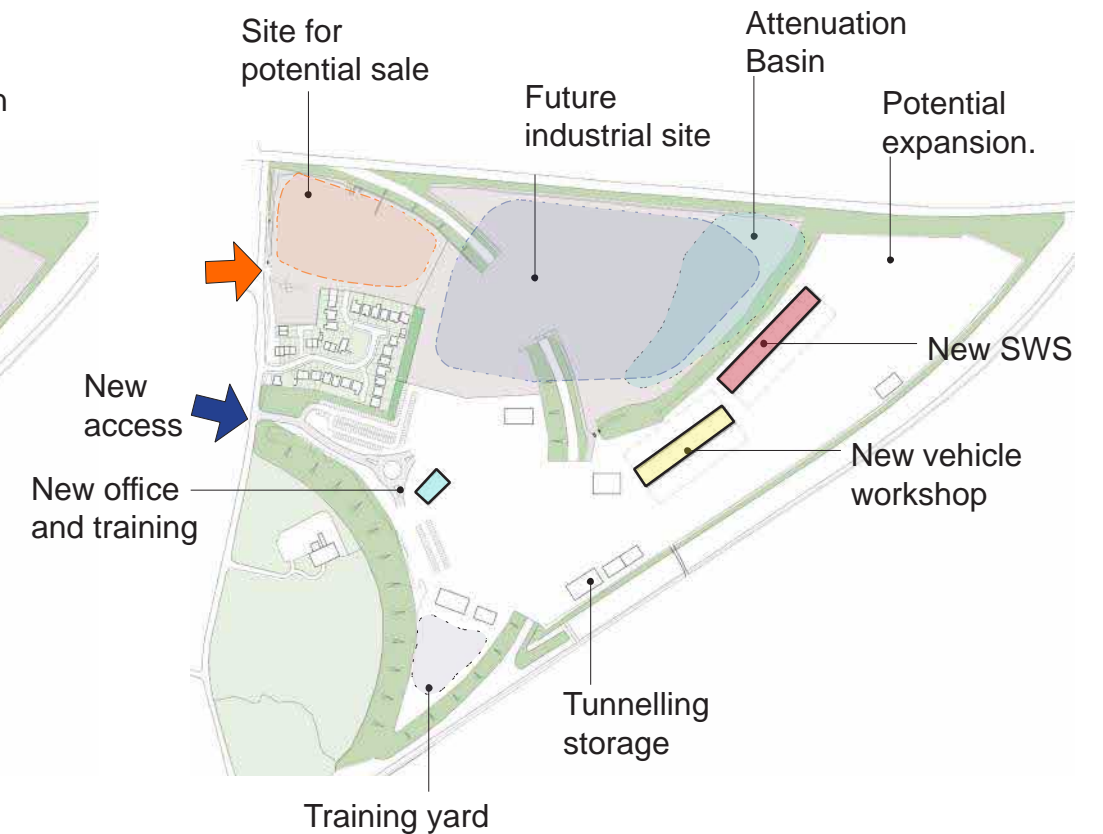 Site for
potential sale
Attenuation
Basin
Future
industrial site
Potential
expansion.
New SWS
New
access
New vehicle
workshop
New office
and training
Tunnelling
storage
Training yard